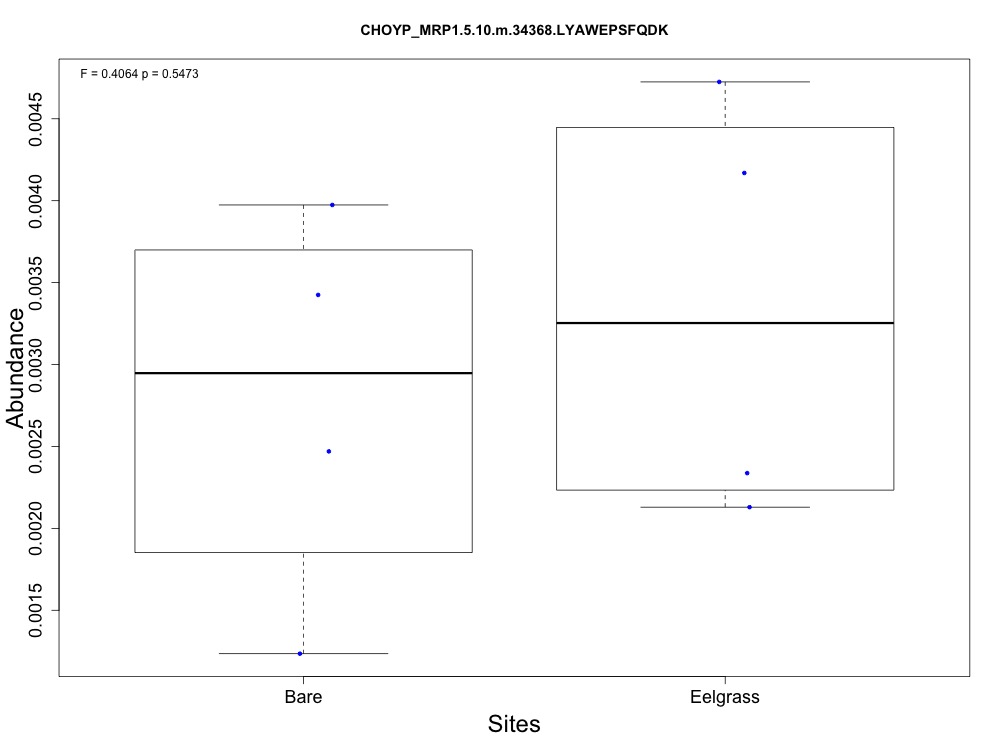 CHOYP_MRP1.5.10.m.34368.LYAWEPSFQDK
F = 0.4064 p = 0.5473
0.0045
0.0040
0.0035
0.0030
0.0025
0.0020
0.0015
Abundance
Bare
Eelgrass
Sites